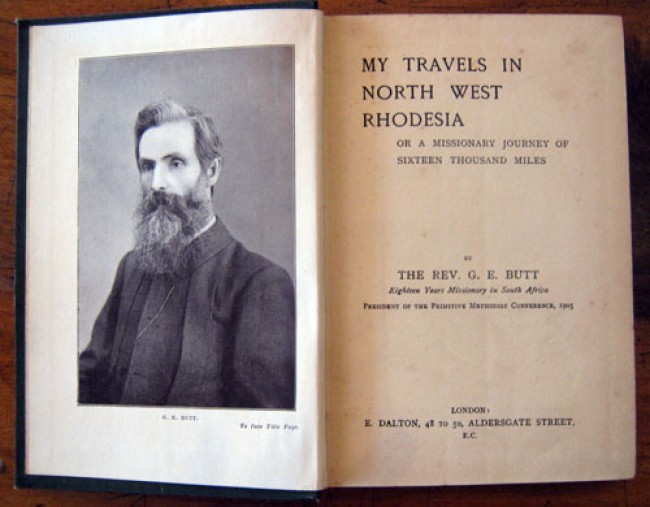 G. E. BUTT.
To face Title Page.
MY TRAVELS IN
NORTH WEST
RHODESIA
OR A MISSIONARY JOURNEY OF
SIXTEEN THOUSAND MILES
BY
THE REV. G. E. BUTT
Eighteen Years Missionary in South Africa
PRESIDENT OF THE PRIMITIVE METHODIST CONFERENCE, 1905
LONDON:
E. DALTON, 48 TO 50, ALDERSGATE STREET,
E.C.